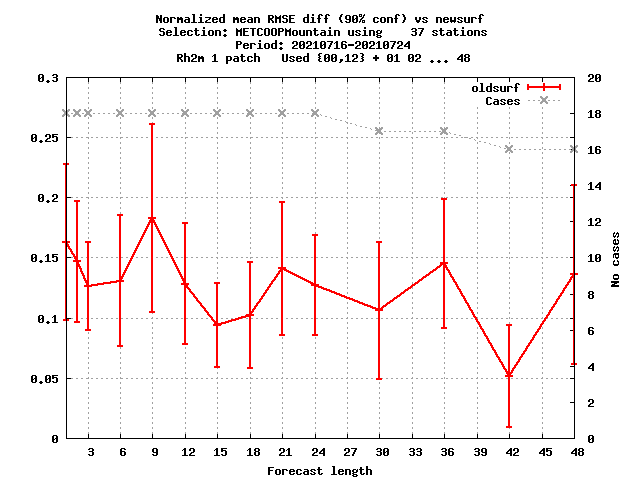 Normalized mean RMSE diff (90% conf) vs newsurf
Selection: METCOOPMountain using    37 stations
Period: 20210716-20210724
Rh2m 1 patch   Used {00,12} + 01 02 ... 48
oldsurf
Cases
0.3
0.25
0.2
0.15
0.1
0.05
0
20
18
16
14
12
10
8
6
4
2
0
No cases
3 6 9 12 15 18 21 24 27 30 33 36 39 42 45 48
Forecast length